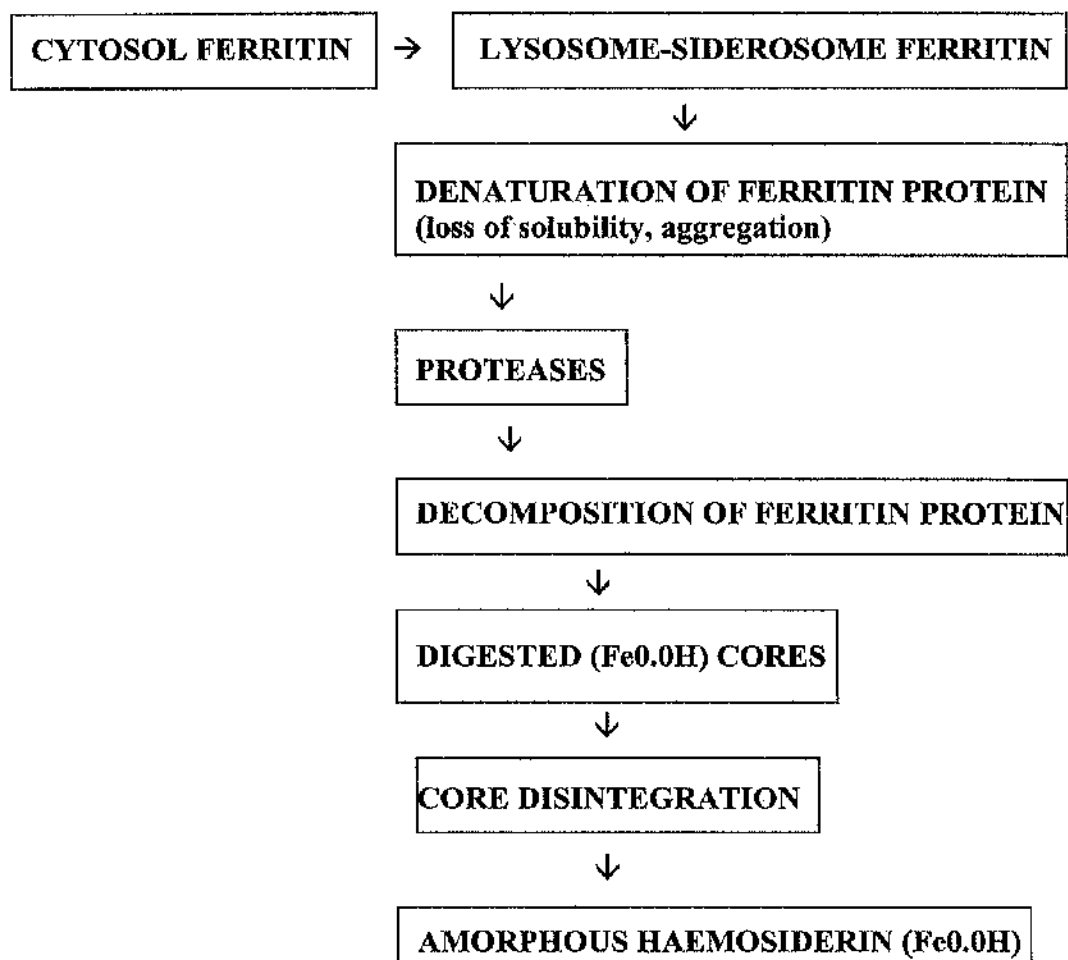 CYTOSOL FERRITIN → LYSOSOME-SIDEROSOME FERRITIN
↓
DENATURATION OF FERRITIN PROTEIN
(loss of solubility, aggregation)
↓
PROTEASES
↓
DECOMPOSITION OF FERRITIN PROTEIN
↓
DIGESTED (Fe0.0H) CORES
↓
CORE DISINTEGRATION
↓
AMORPHOUS HAEMOSIDERIN (Fe0.0H)